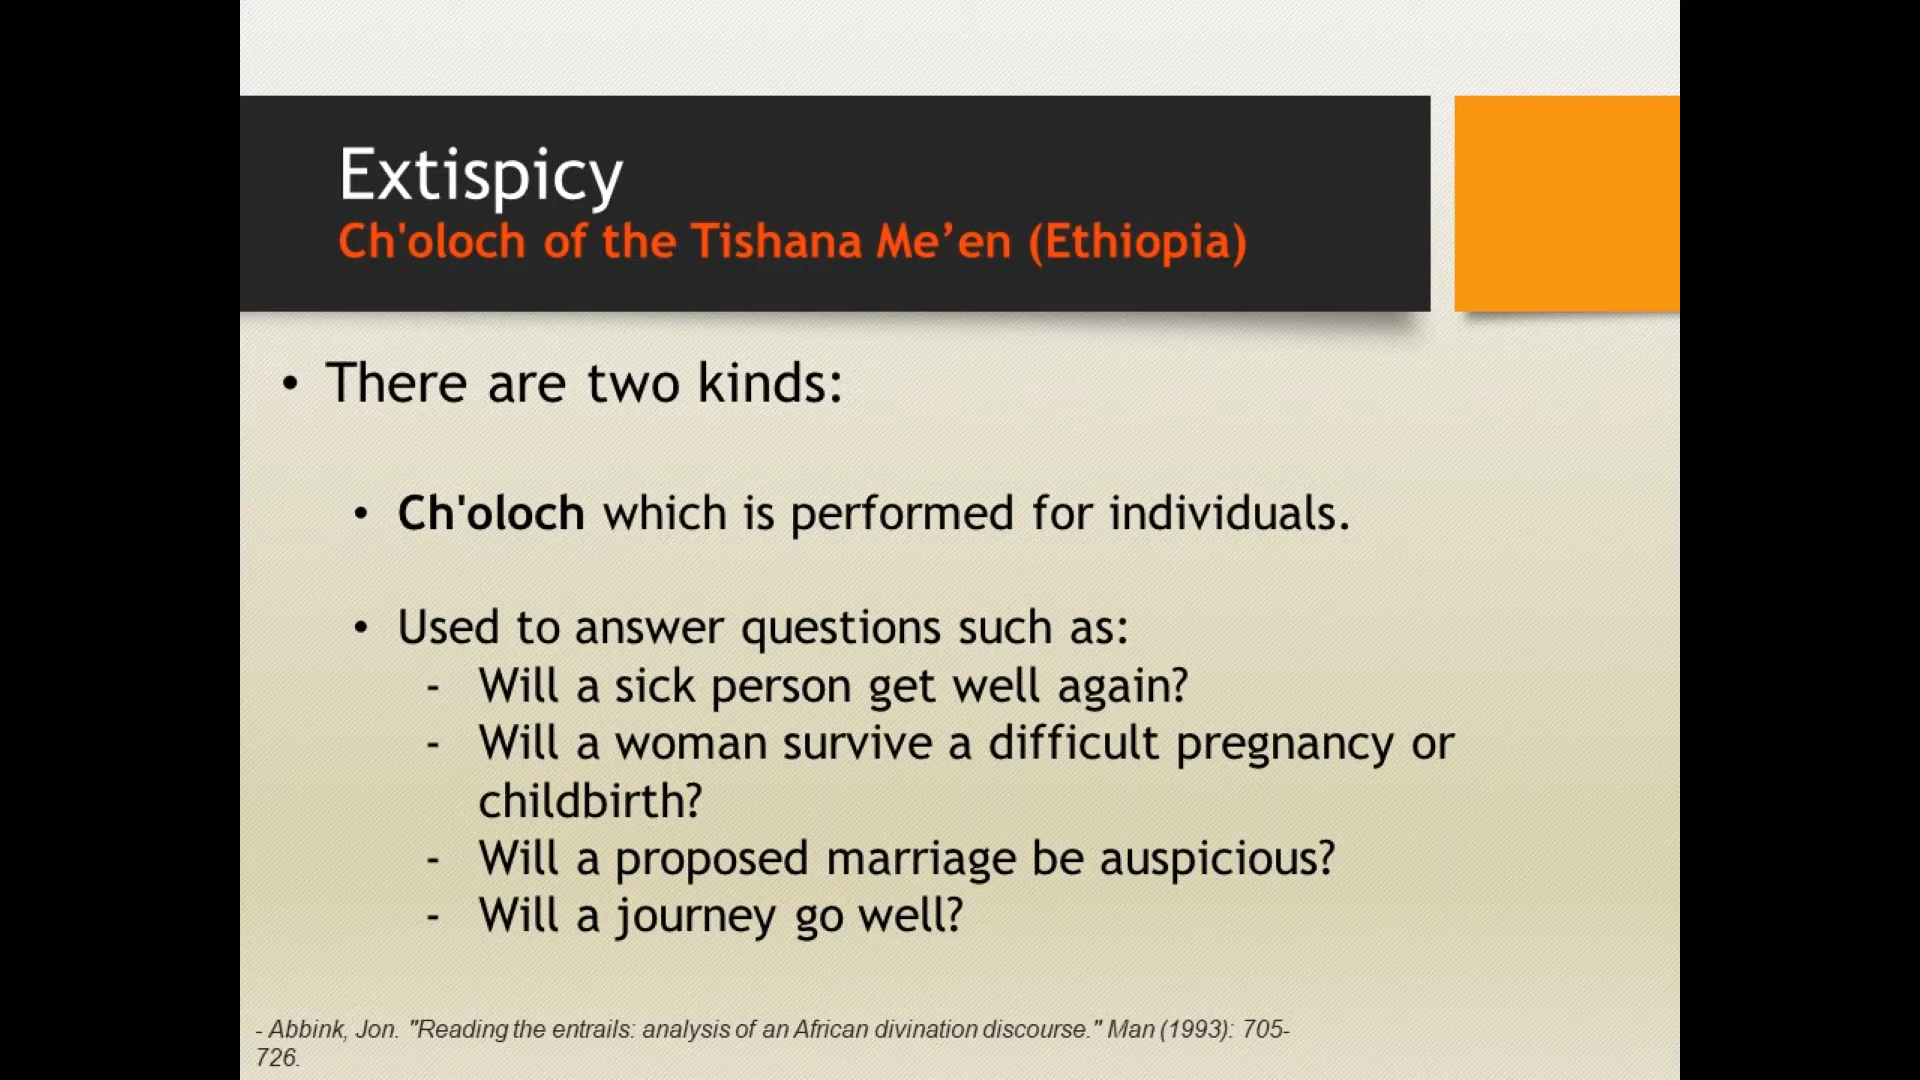 Extispicy
Ch'oloch of the Tishana Me’en (Ethiopia)
• There are two kinds:
• Ch'oloch which is performed for individuals.
• Used to answer questions such as:
- Will a sick person get well again?
- Will a woman survive a difficult pregnancy or
childbirth?
- Will a proposed marriage be auspicious?
- Will a journey go well?
- Abbink, Jon. "Reading the entrails: analysis of an African divination discourse." Man (1993): 705-
726.